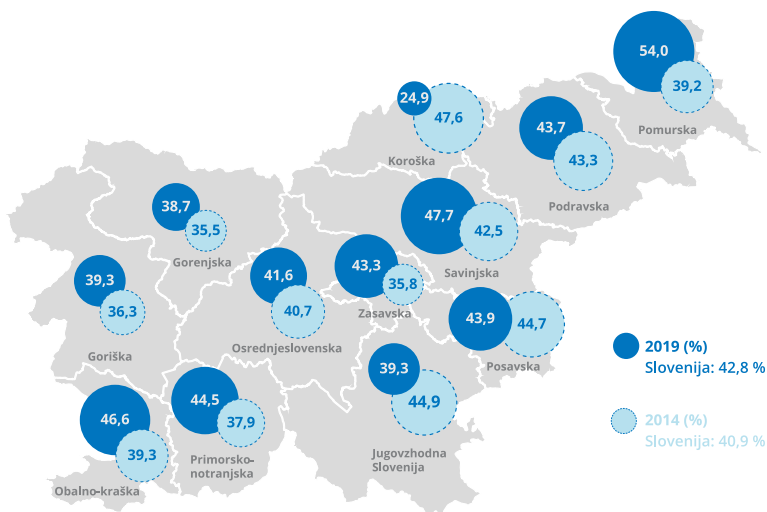 54,0
39,2
Pomurska
24,9
47,6
Koroška
43,7
43,3
Podravska
38,7
35,5
Gorenjska
47,7
42,5
Savinjska
39,3
36,3
Goriška
41,6
40,7
Osrednjeslovenska
43,3
35,8
Zasavska
43,9
44,7
Posavska
39,3
44,9
Jugovzhodna
Slovenija
44,5
37,9
Primorsko-
notranjska
46,6
39,3
Obalno-kraška
2019 (%)
Slovenija: 42,8 %
2014 (%)
Slovenija: 40,9 %